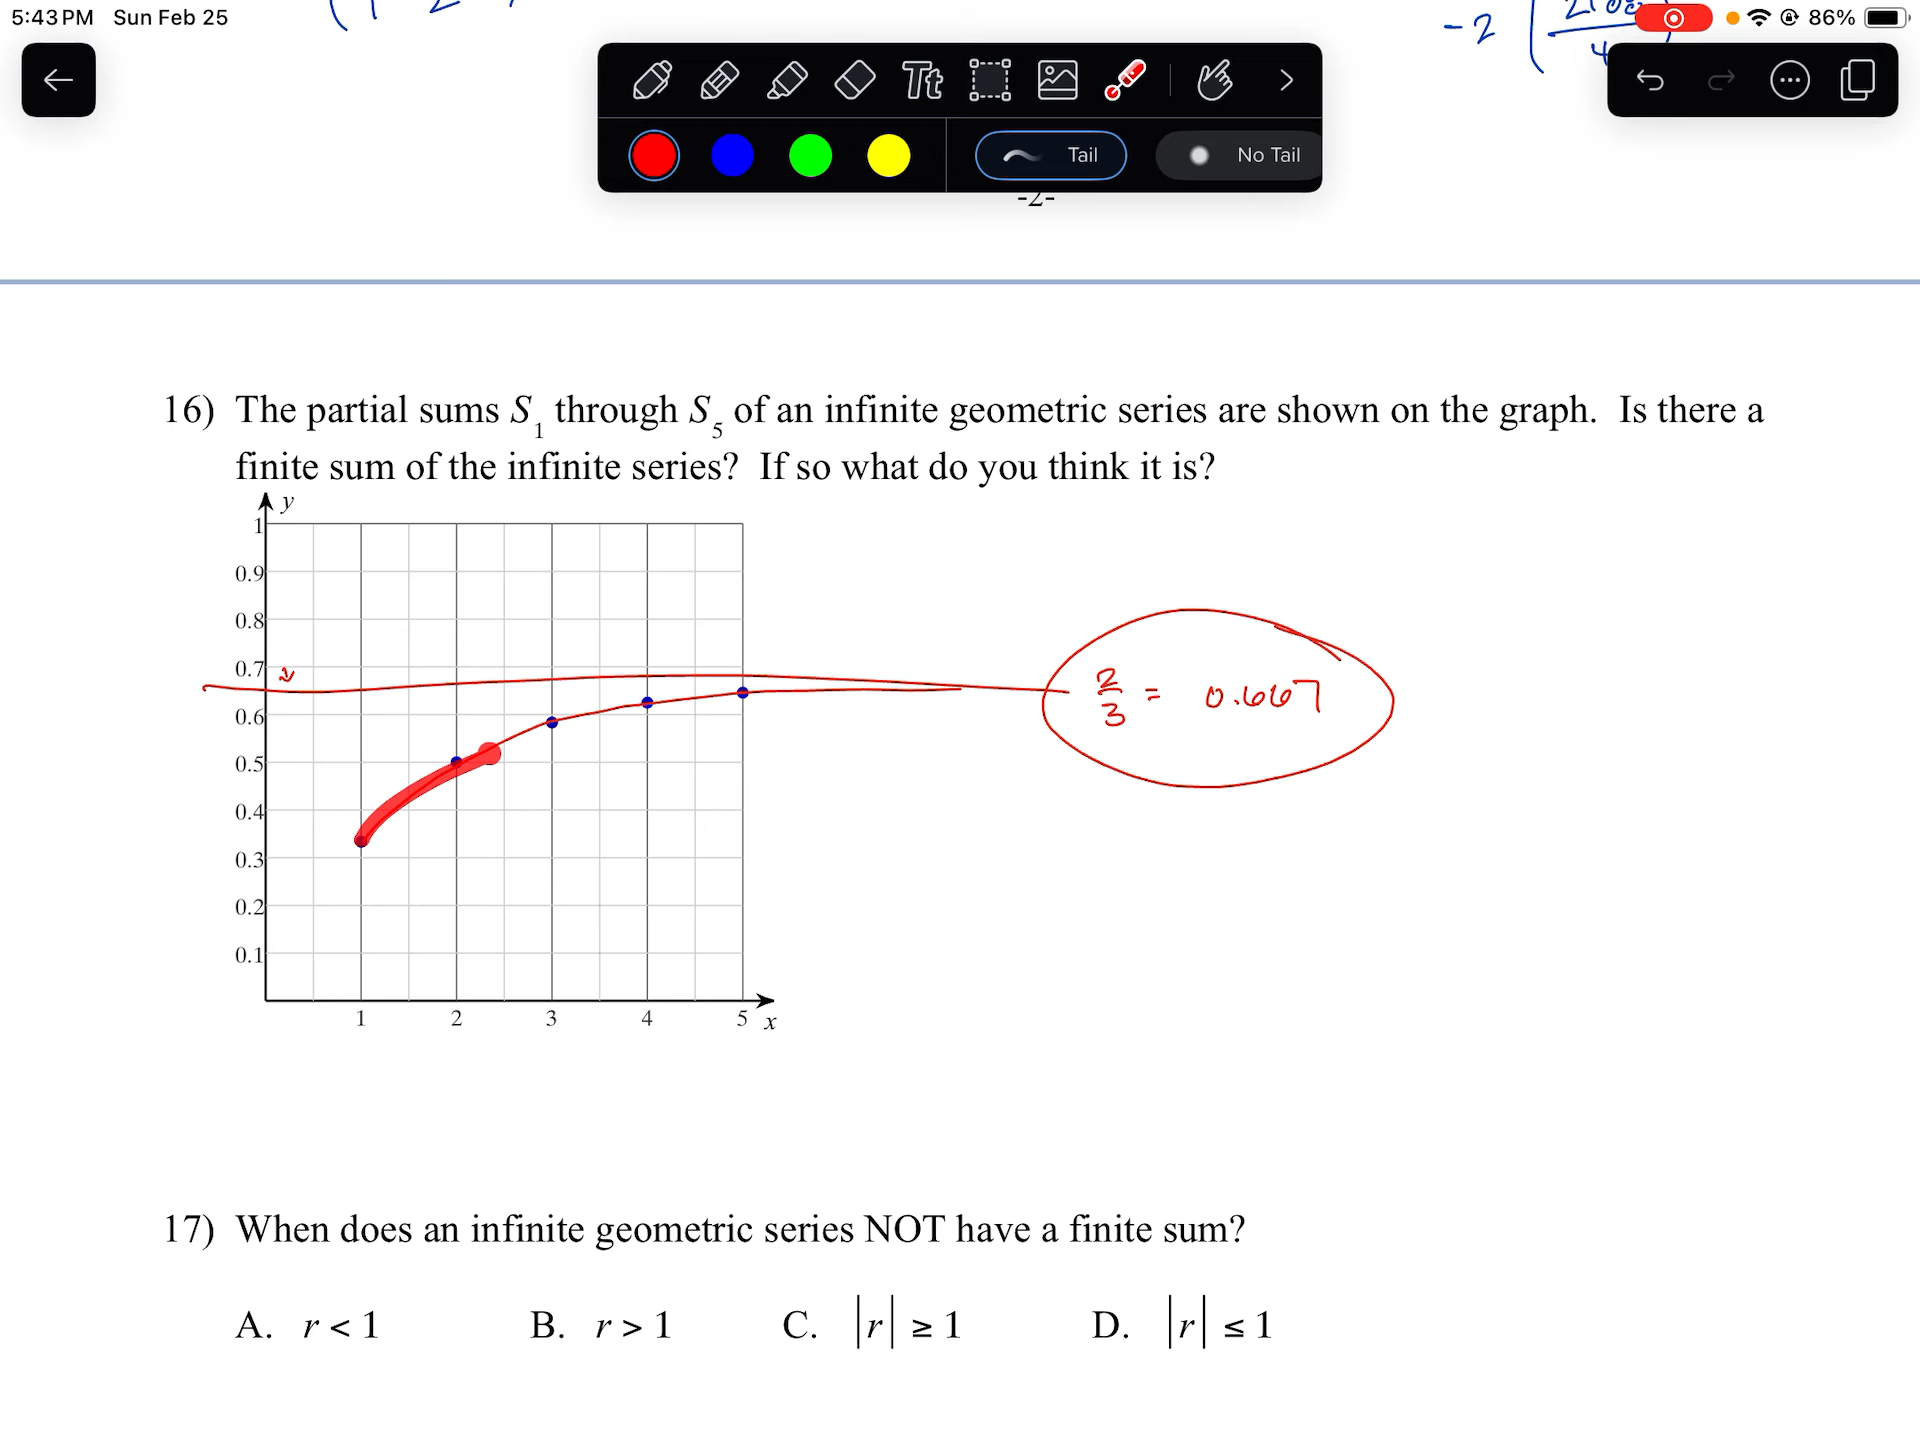 5:43 PM Sun Feb 25
86%
-2
4
Tt
Tail
No Tail
-2-
16) The partial sums S1 through S5 of an infinite geometric series are shown on the graph. Is there a
finite sum of the infinite series? If so what do you think it is?
y
1
0.9
0.8
0.7
0.6
0.5
0.4
0.3
0.2
0.1
1 2 3 4 5 x
2/3 = 0.667
17) When does an infinite geometric series NOT have a finite sum?
A. r < 1 B. r > 1 C. |r| ≥ 1 D. |r| ≤ 1